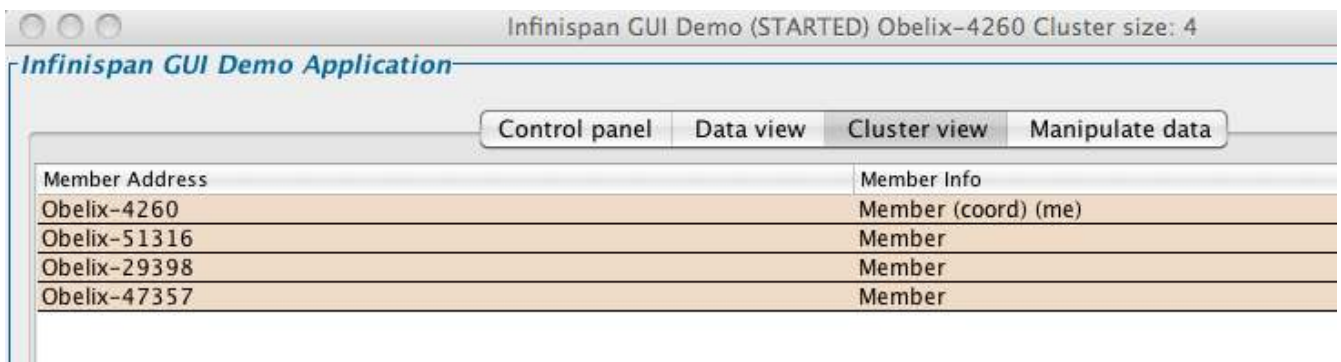 Infinispan GUI Demo (STARTED) Obelix-4260 Cluster size: 4
Infinispan GUI Demo Application
Control panel Data view Cluster view Manipulate data
Member Address Member Info
Obelix-4260 Member (coord) (me)
Obelix-51316 Member
Obelix-29398 Member
Obelix-47357 Member